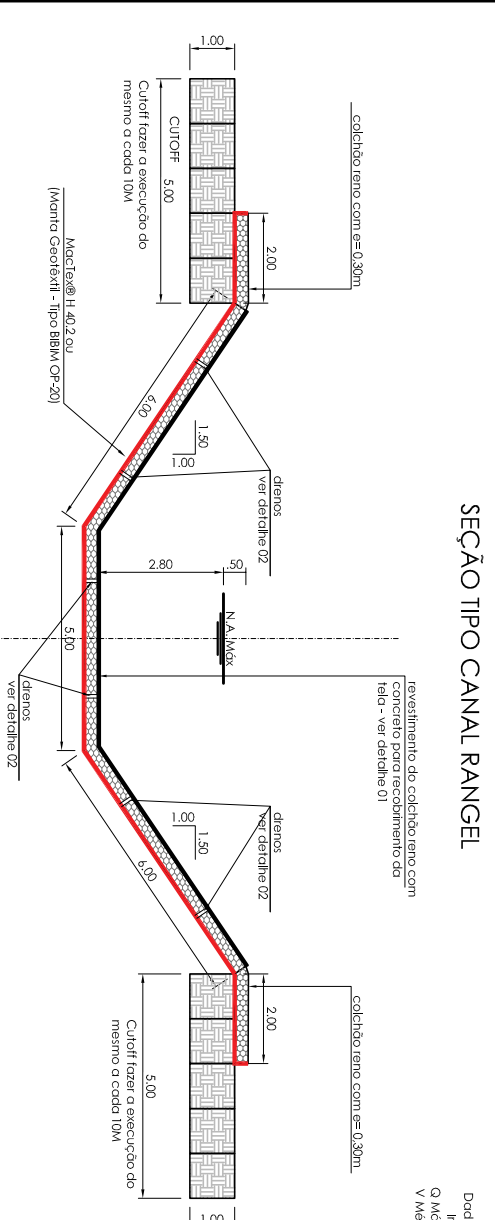 SEÇÃO TIPO CANAL RANGEL
colchão reno com e=0,30m
1.00
CUTOFF 5.00
Cutoff fazer a execução do
mesmo a cada 10M
2.00
MacTex® H 40.2 ou
(Manta Geotêxtil - Tipo BIBIM OP-20)
6.00
1.50
1.00
drenos
ver detalhe 02
2.80
.50
N.A. Máx
5.00
drenos
ver detalhe 02
revestimento do colchão reno com
concreto para recobrimento da
tela - ver detalhe 01
drenos
ver detalhe 02
1.50
1.00
6.00
colchão reno com e= 0,30m
2.00
5.00
Cutoff fazer a execução do
mesmo a cada 10M
1.00
Dad
Q Má
V Mé